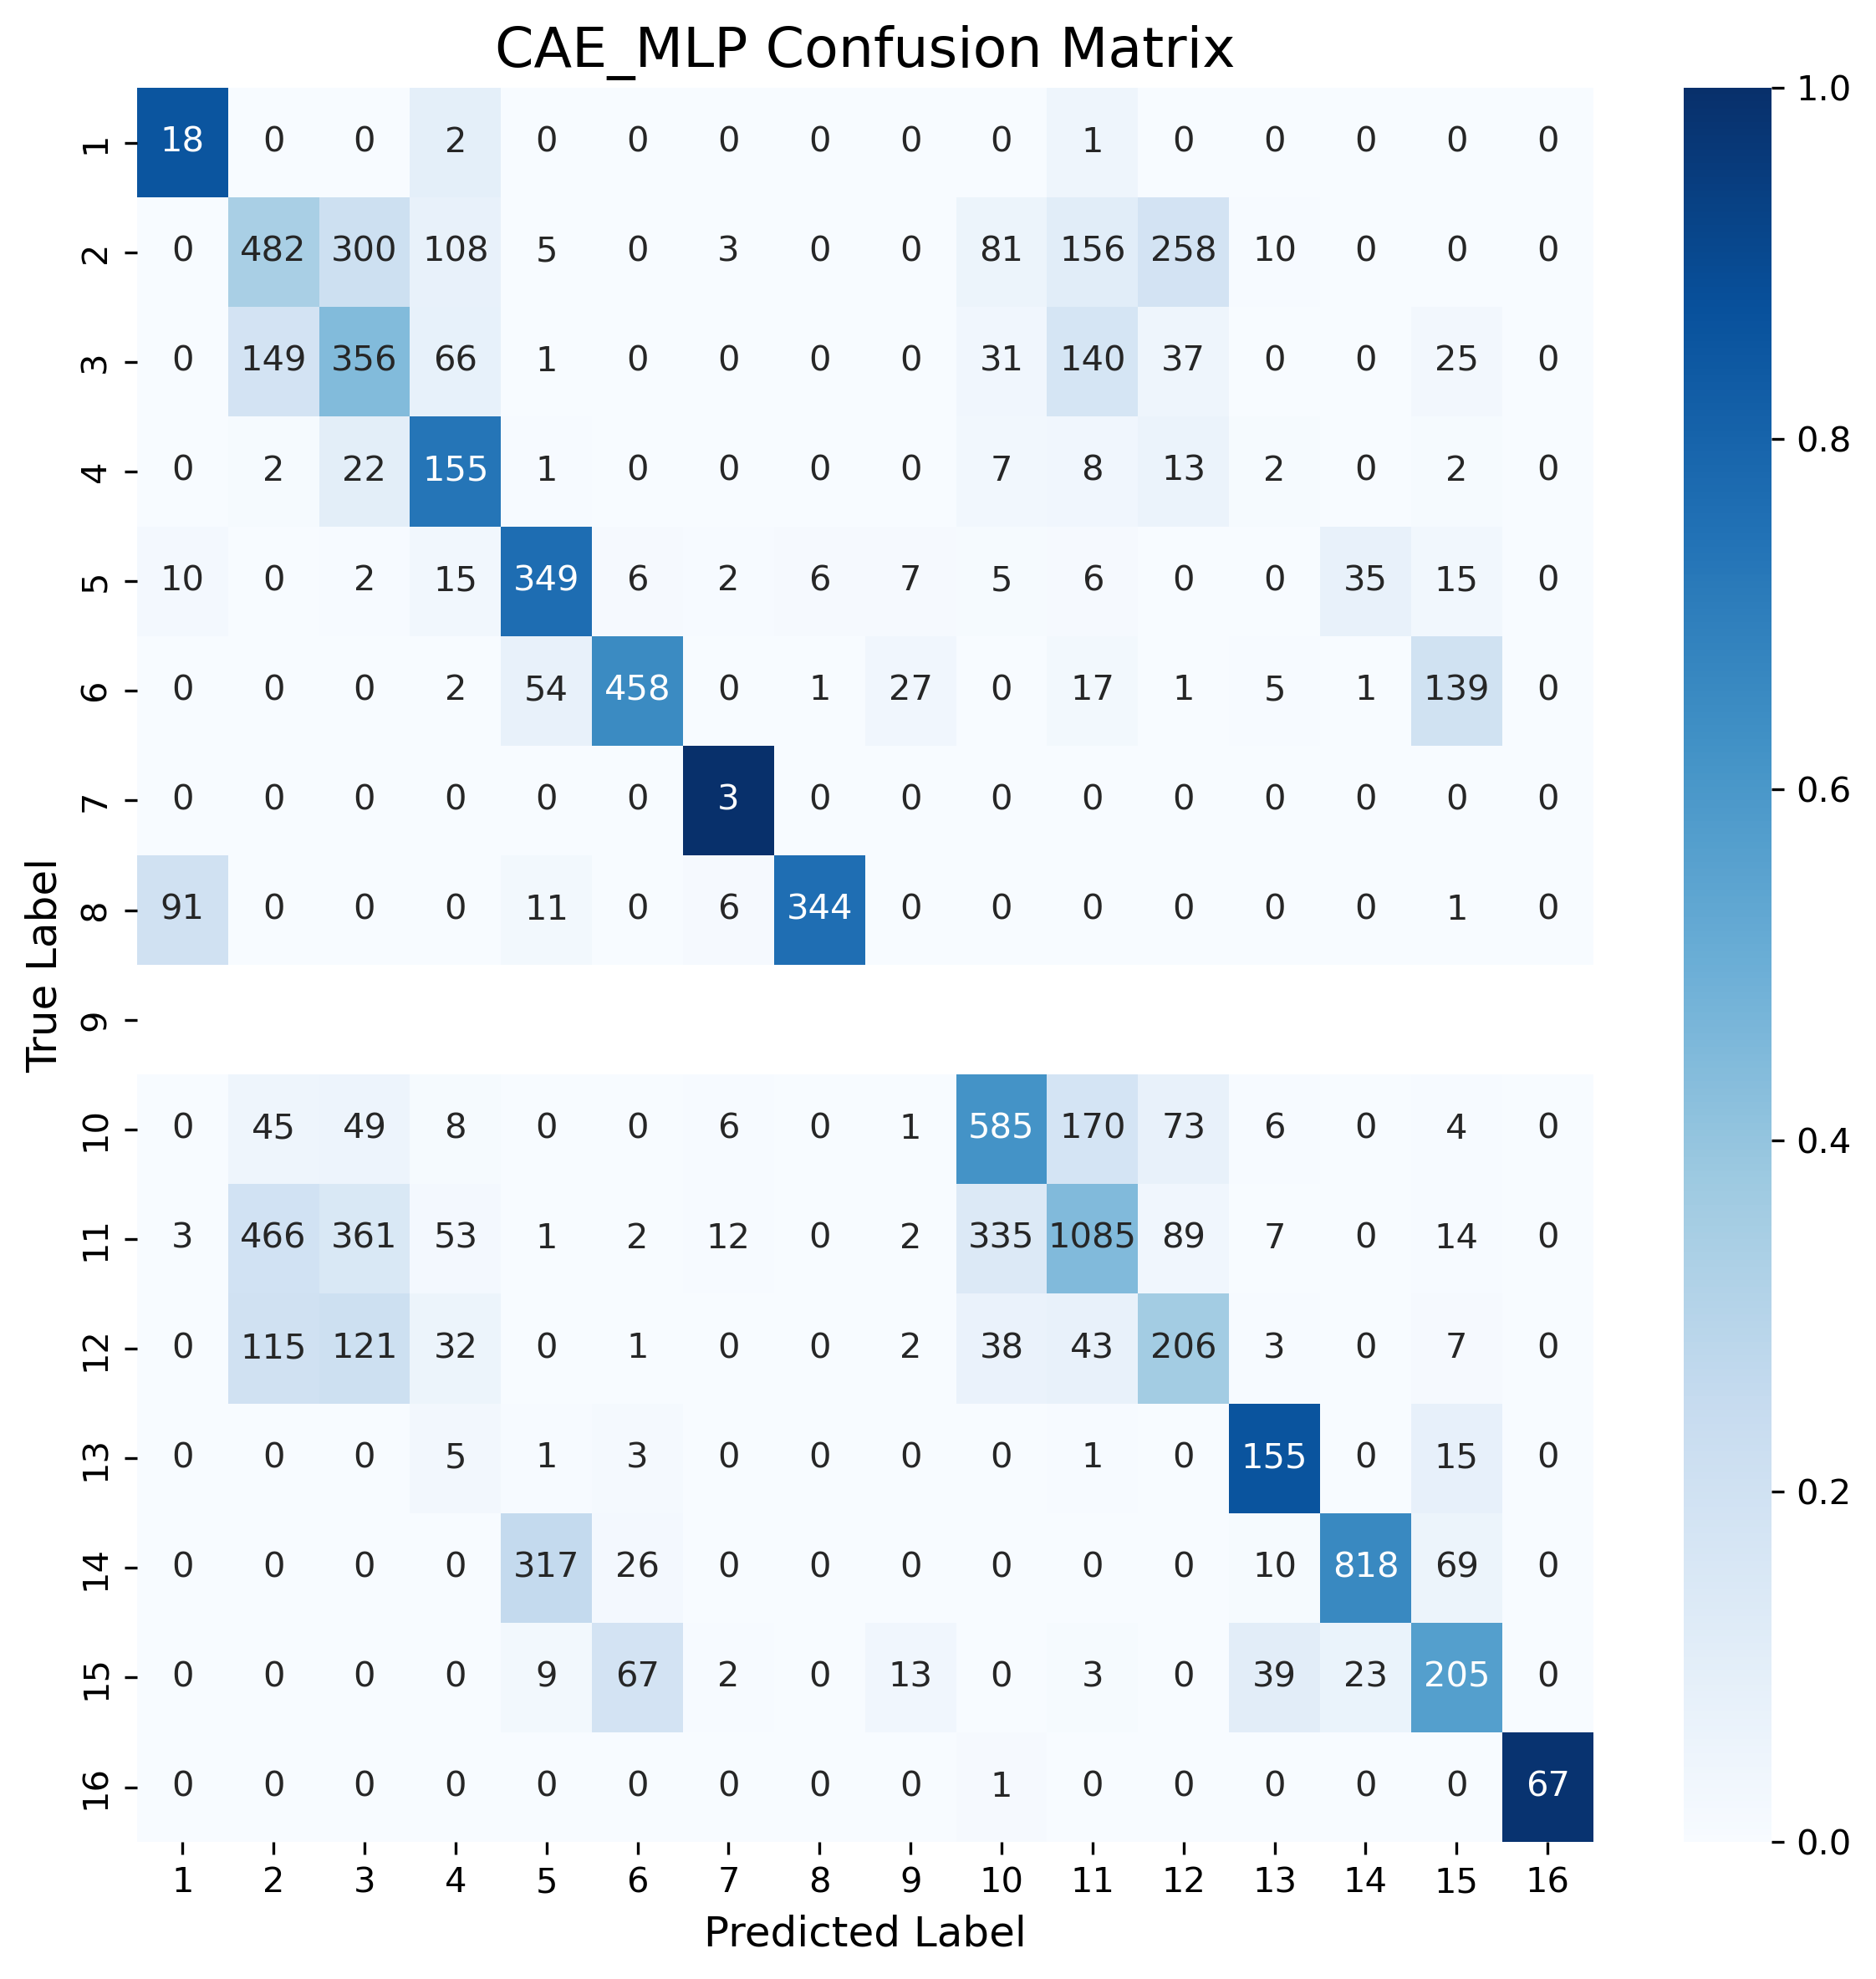 CAE_MLP Confusion Matrix
1 18 0 0 2 0 0 0 0 0 0 1 0 0 0 0 0
2 0 482 300 108 5 0 3 0 0 81 156 258 10 0 0 0
3 0 149 356 66 1 0 0 0 0 31 140 37 0 0 25 0
4 0 2 22 155 1 0 0 0 0 7 8 13 2 0 2 0
5 10 0 2 15 349 6 2 6 7 5 6 0 0 35 15 0
6 0 0 0 2 54 458 0 1 27 0 17 1 5 1 139 0
7 0 0 0 0 0 0 3 0 0 0 0 0 0 0 0 0
8 91 0 0 0 11 0 6 344 0 0 0 0 0 0 1 0
9
10 0 45 49 8 0 0 6 0 1 585 170 73 6 0 4 0
11 3 466 361 53 1 2 12 0 2 335 1085 89 7 0 14 0
12 0 115 121 32 0 1 0 0 2 38 43 206 3 0 7 0
13 0 0 0 5 1 3 0 0 0 0 1 0 155 0 15 0
14 0 0 0 0 317 26 0 0 0 0 0 0 10 818 69 0
15 0 0 0 0 9 67 2 0 13 0 3 0 39 23 205 0
16 0 0 0 0 0 0 0 0 0 1 0 0 0 0 0 67
1 2 3 4 5 6 7 8 9 10 11 12 13 14 15 16
Predicted Label
True Label
1.0
0.8
0.6
0.4
0.2
0.0